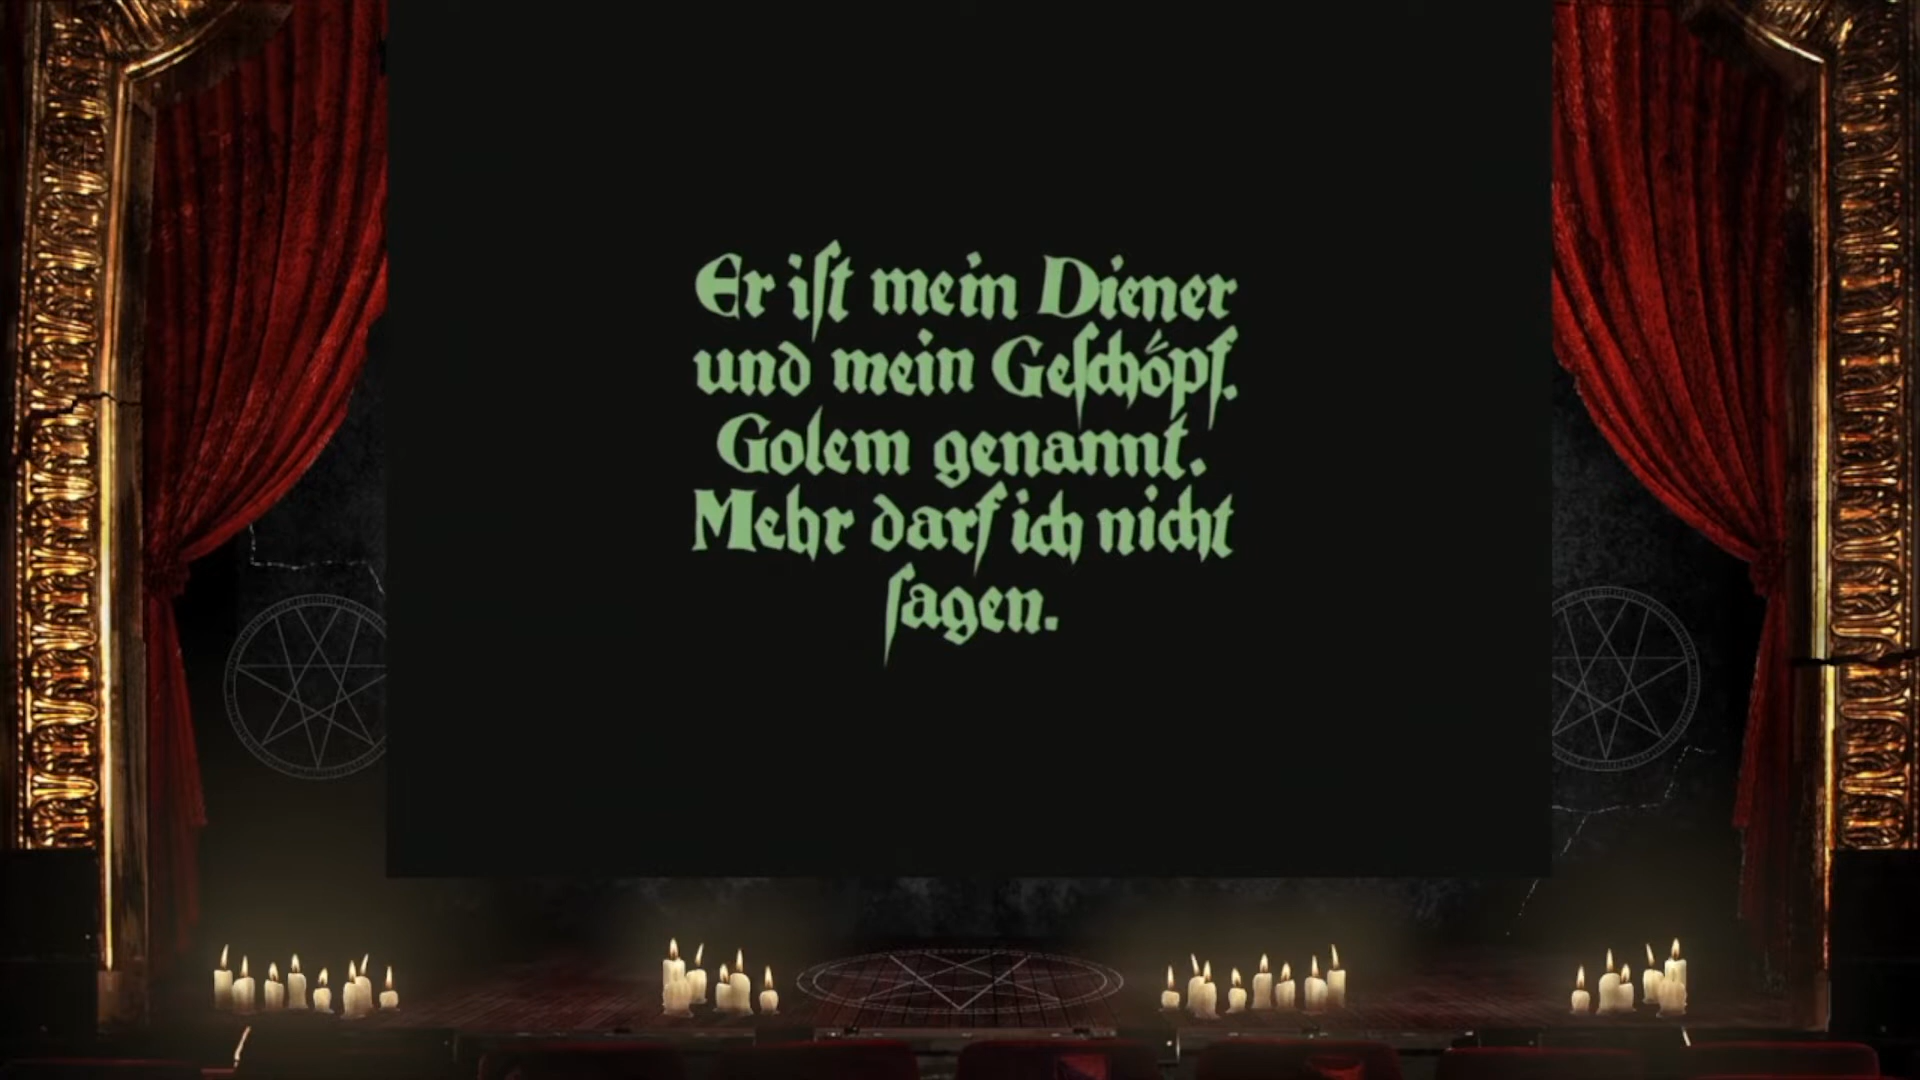 Er iſt mein Diener
und mein Geſchöpf.
Golem genannt.
Mehr darf ich nicht
ſagen.